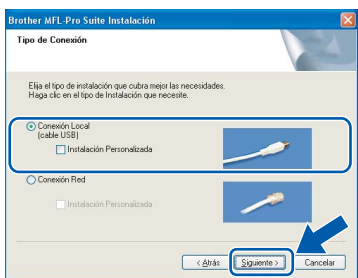 Brother MFL-Pro Suite Instalación
Tipo de Conexión
Elija el tipo de instalación que cubra mejor las necesidades.
Haga clic en el tipo de Instalación que necesite.
Conexión Local
(cable USB)
Instalación Personalizada
Conexión Red
Instalación Personalizada
< Atrás
Siguiente >
Cancelar